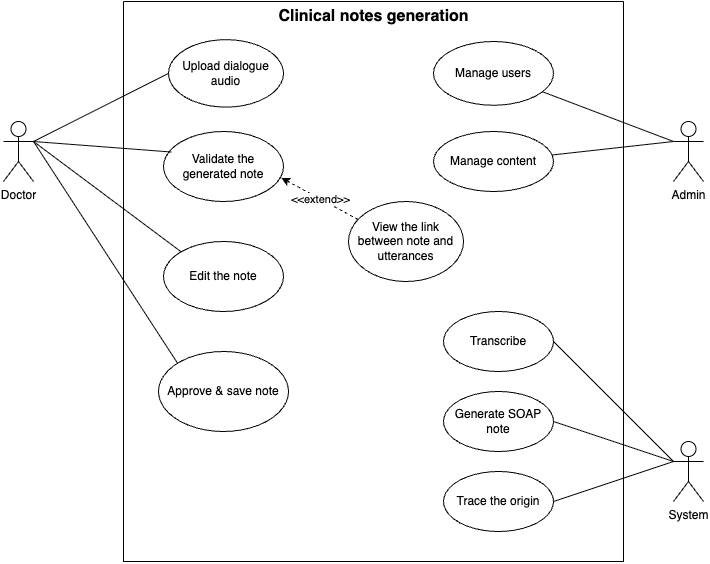 Clinical notes generation
Upload dialogue
audio
Manage users
Validate the
generated note
Manage content
Doctor
Admin
<<extend>>
View the link
between note and
utterances
Edit the note
Transcribe
Approve & save note
Generate SOAP
note
Trace the origin
System